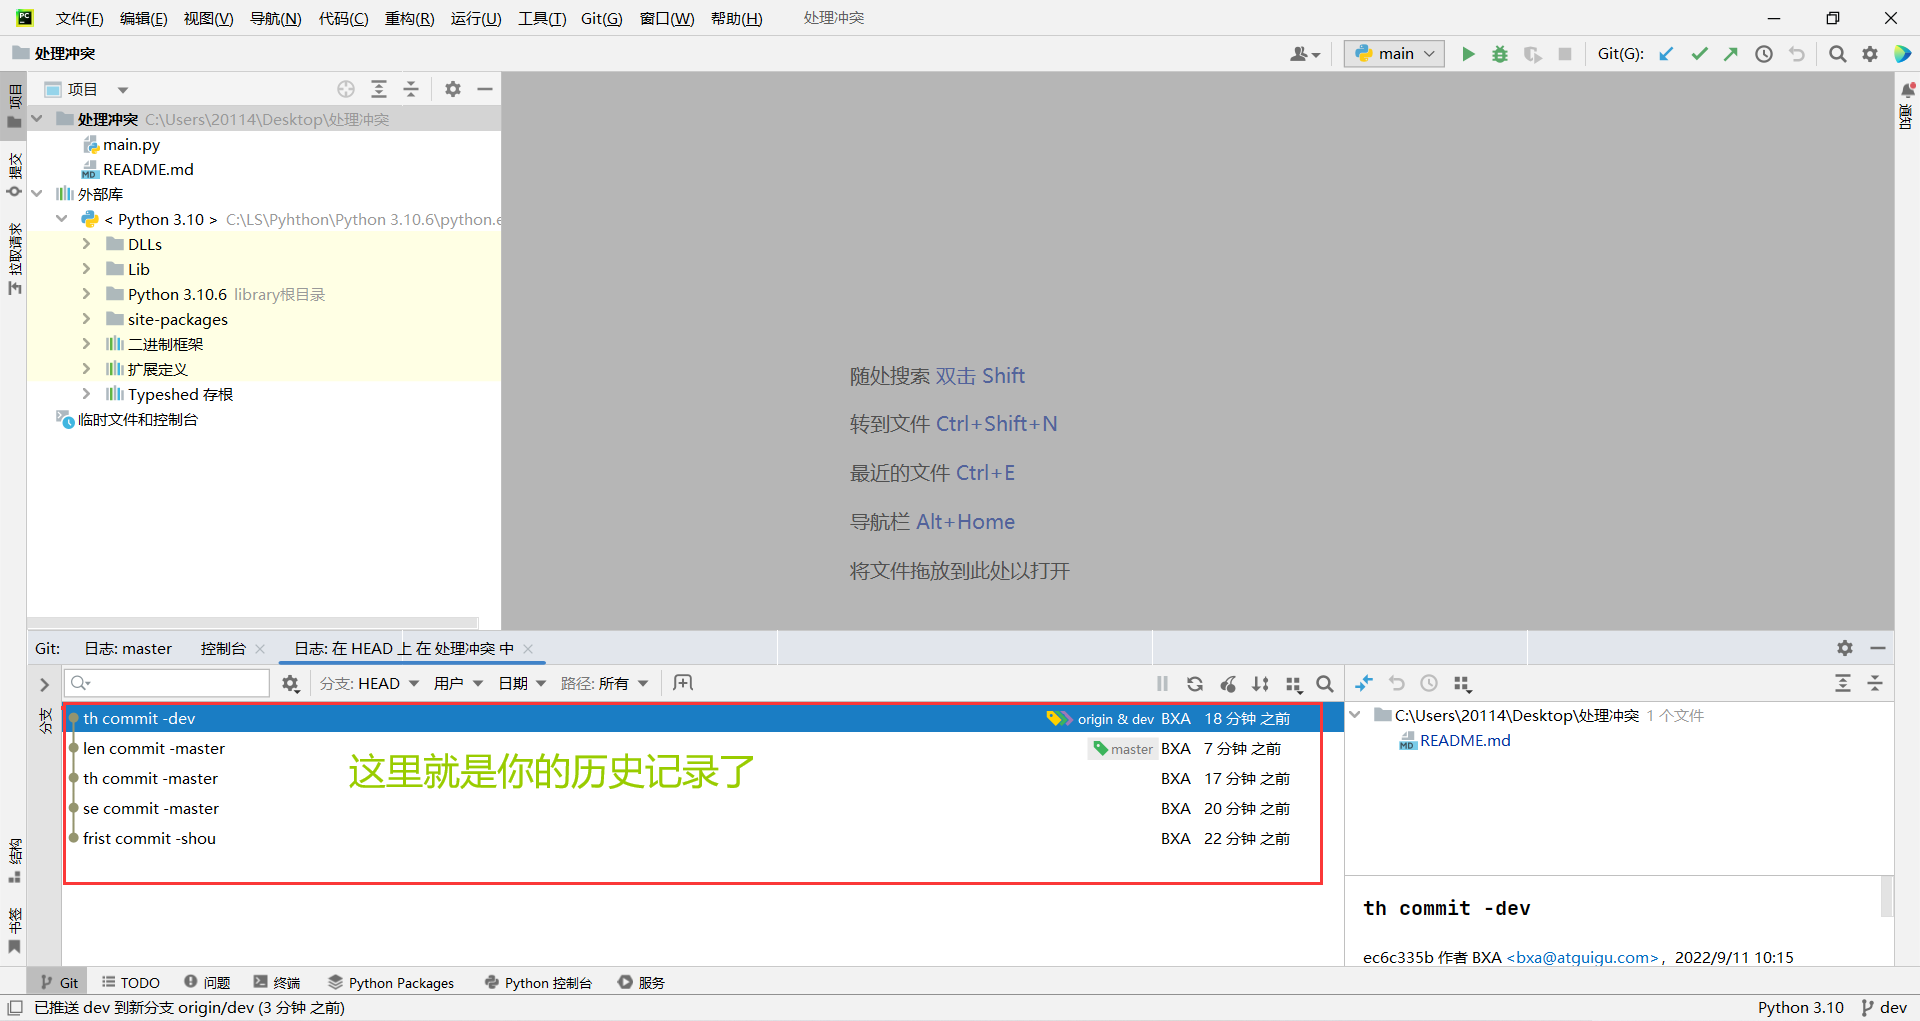 文件(F) 编辑(E) 视图(V) 导航(N) 代码(C) 重构(R) 运行(U) 工具(T) Git(G) 窗口(W) 帮助(H) 处理冲突
处理冲突
main
Git(G):
项目
处理冲突 C:\Users\20114\Desktop\处理冲突
main.py
README.md
外部库
< Python 3.10 > C:\LS\Pyhthon\Python 3.10.6\python.e
DLLs
Lib
Python 3.10.6 library根目录
site-packages
二进制框架
扩展定义
Typeshed 存根
临时文件和控制台
项目
提交
拉取请求
结构
书签
通知
随处搜索 双击 Shift
转到文件 Ctrl+Shift+N
最近的文件 Ctrl+E
导航栏 Alt+Home
将文件拖放到此处以打开
Git: 日志: master 控制台 日志: 在 HEAD 上 在 处理冲突 中
分支: HEAD 用户 日期 路径: 所有
分支
th commit -dev origin & dev BXA 18 分钟 之前
len commit -master master BXA 7 分钟 之前
th commit -master BXA 17 分钟 之前
se commit -master BXA 20 分钟 之前
frist commit -shou BXA 22 分钟 之前
这里就是你的历史记录了
C:\Users\20114\Desktop\处理冲突 1 个文件
README.md
th commit -dev
ec6c335b 作者 BXA <bxa@atguigu.com>, 2022/9/11 10:15
Git TODO 问题 终端 Python Packages Python 控制台 服务
已推送 dev 到新分支 origin/dev (3 分钟 之前)
Python 3.10 dev